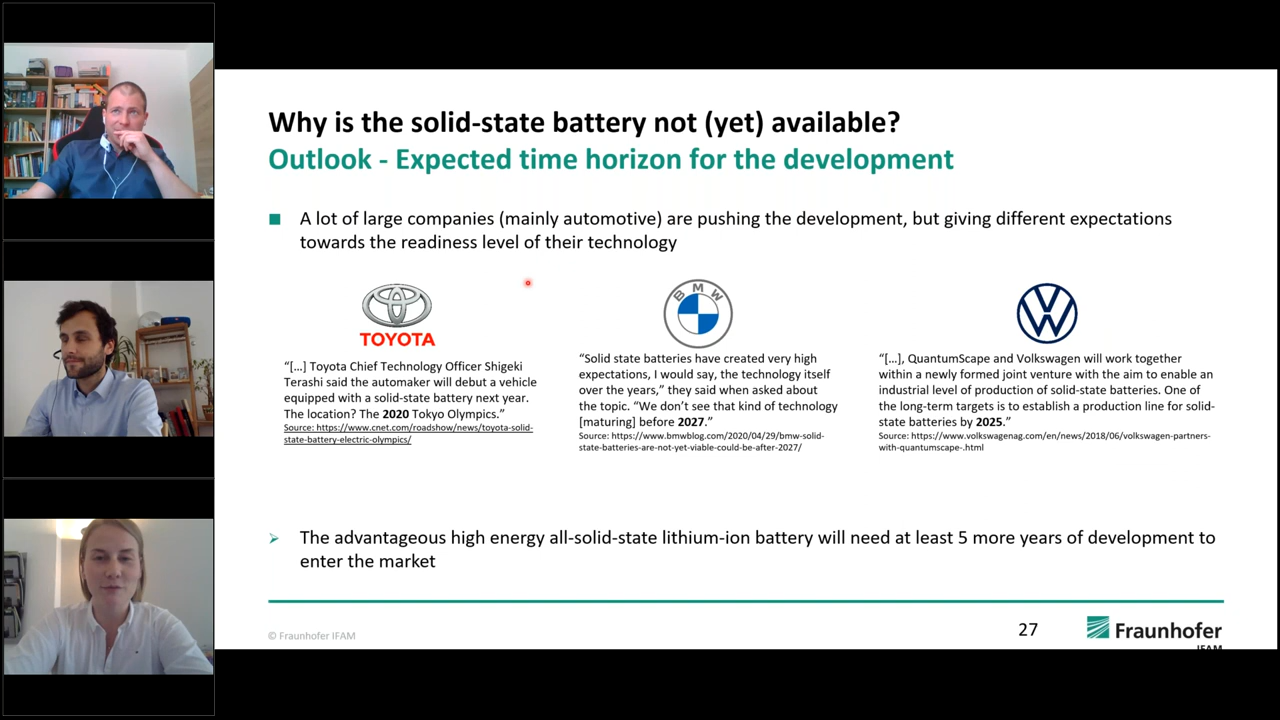 Why is the solid-state battery not (yet) available?
Outlook - Expected time horizon for the development
A lot of large companies (mainly automotive) are pushing the development, but giving different expectations
towards the readiness level of their technology
TOYOTA
“[…] Toyota Chief Technology Officer Shigeki
Terashi said the automaker will debut a vehicle
equipped with a solid-state battery next year.
The location? The 2020 Tokyo Olympics.”
Source: https://www.cnet.com/roadshow/news/toyota-solid-
state-battery-electric-olympics/
BMW
“Solid state batteries have created very high
expectations, I would say, the technology itself
over the years,” they said when asked about
the topic. “We don’t see that kind of technology
[maturing] before 2027.”
Source: https://www.bmwblog.com/2020/04/29/bmw-solid-
state-batteries-are-not-yet-viable-could-be-after-2027/
“[…], QuantumScape and Volkswagen will work together
within a newly formed joint venture with the aim to enable an
industrial level of production of solid-state batteries. One of
the long-term targets is to establish a production line for solid-
state batteries by 2025.”
Source: https://www.volkswagenag.com/en/news/2018/06/volkswagen-partners-
with-quantumscape-.html
The advantageous high energy all-solid-state lithium-ion battery will need at least 5 more years of development to
enter the market
© Fraunhofer IFAM
27
Fraunhofer
IFAM